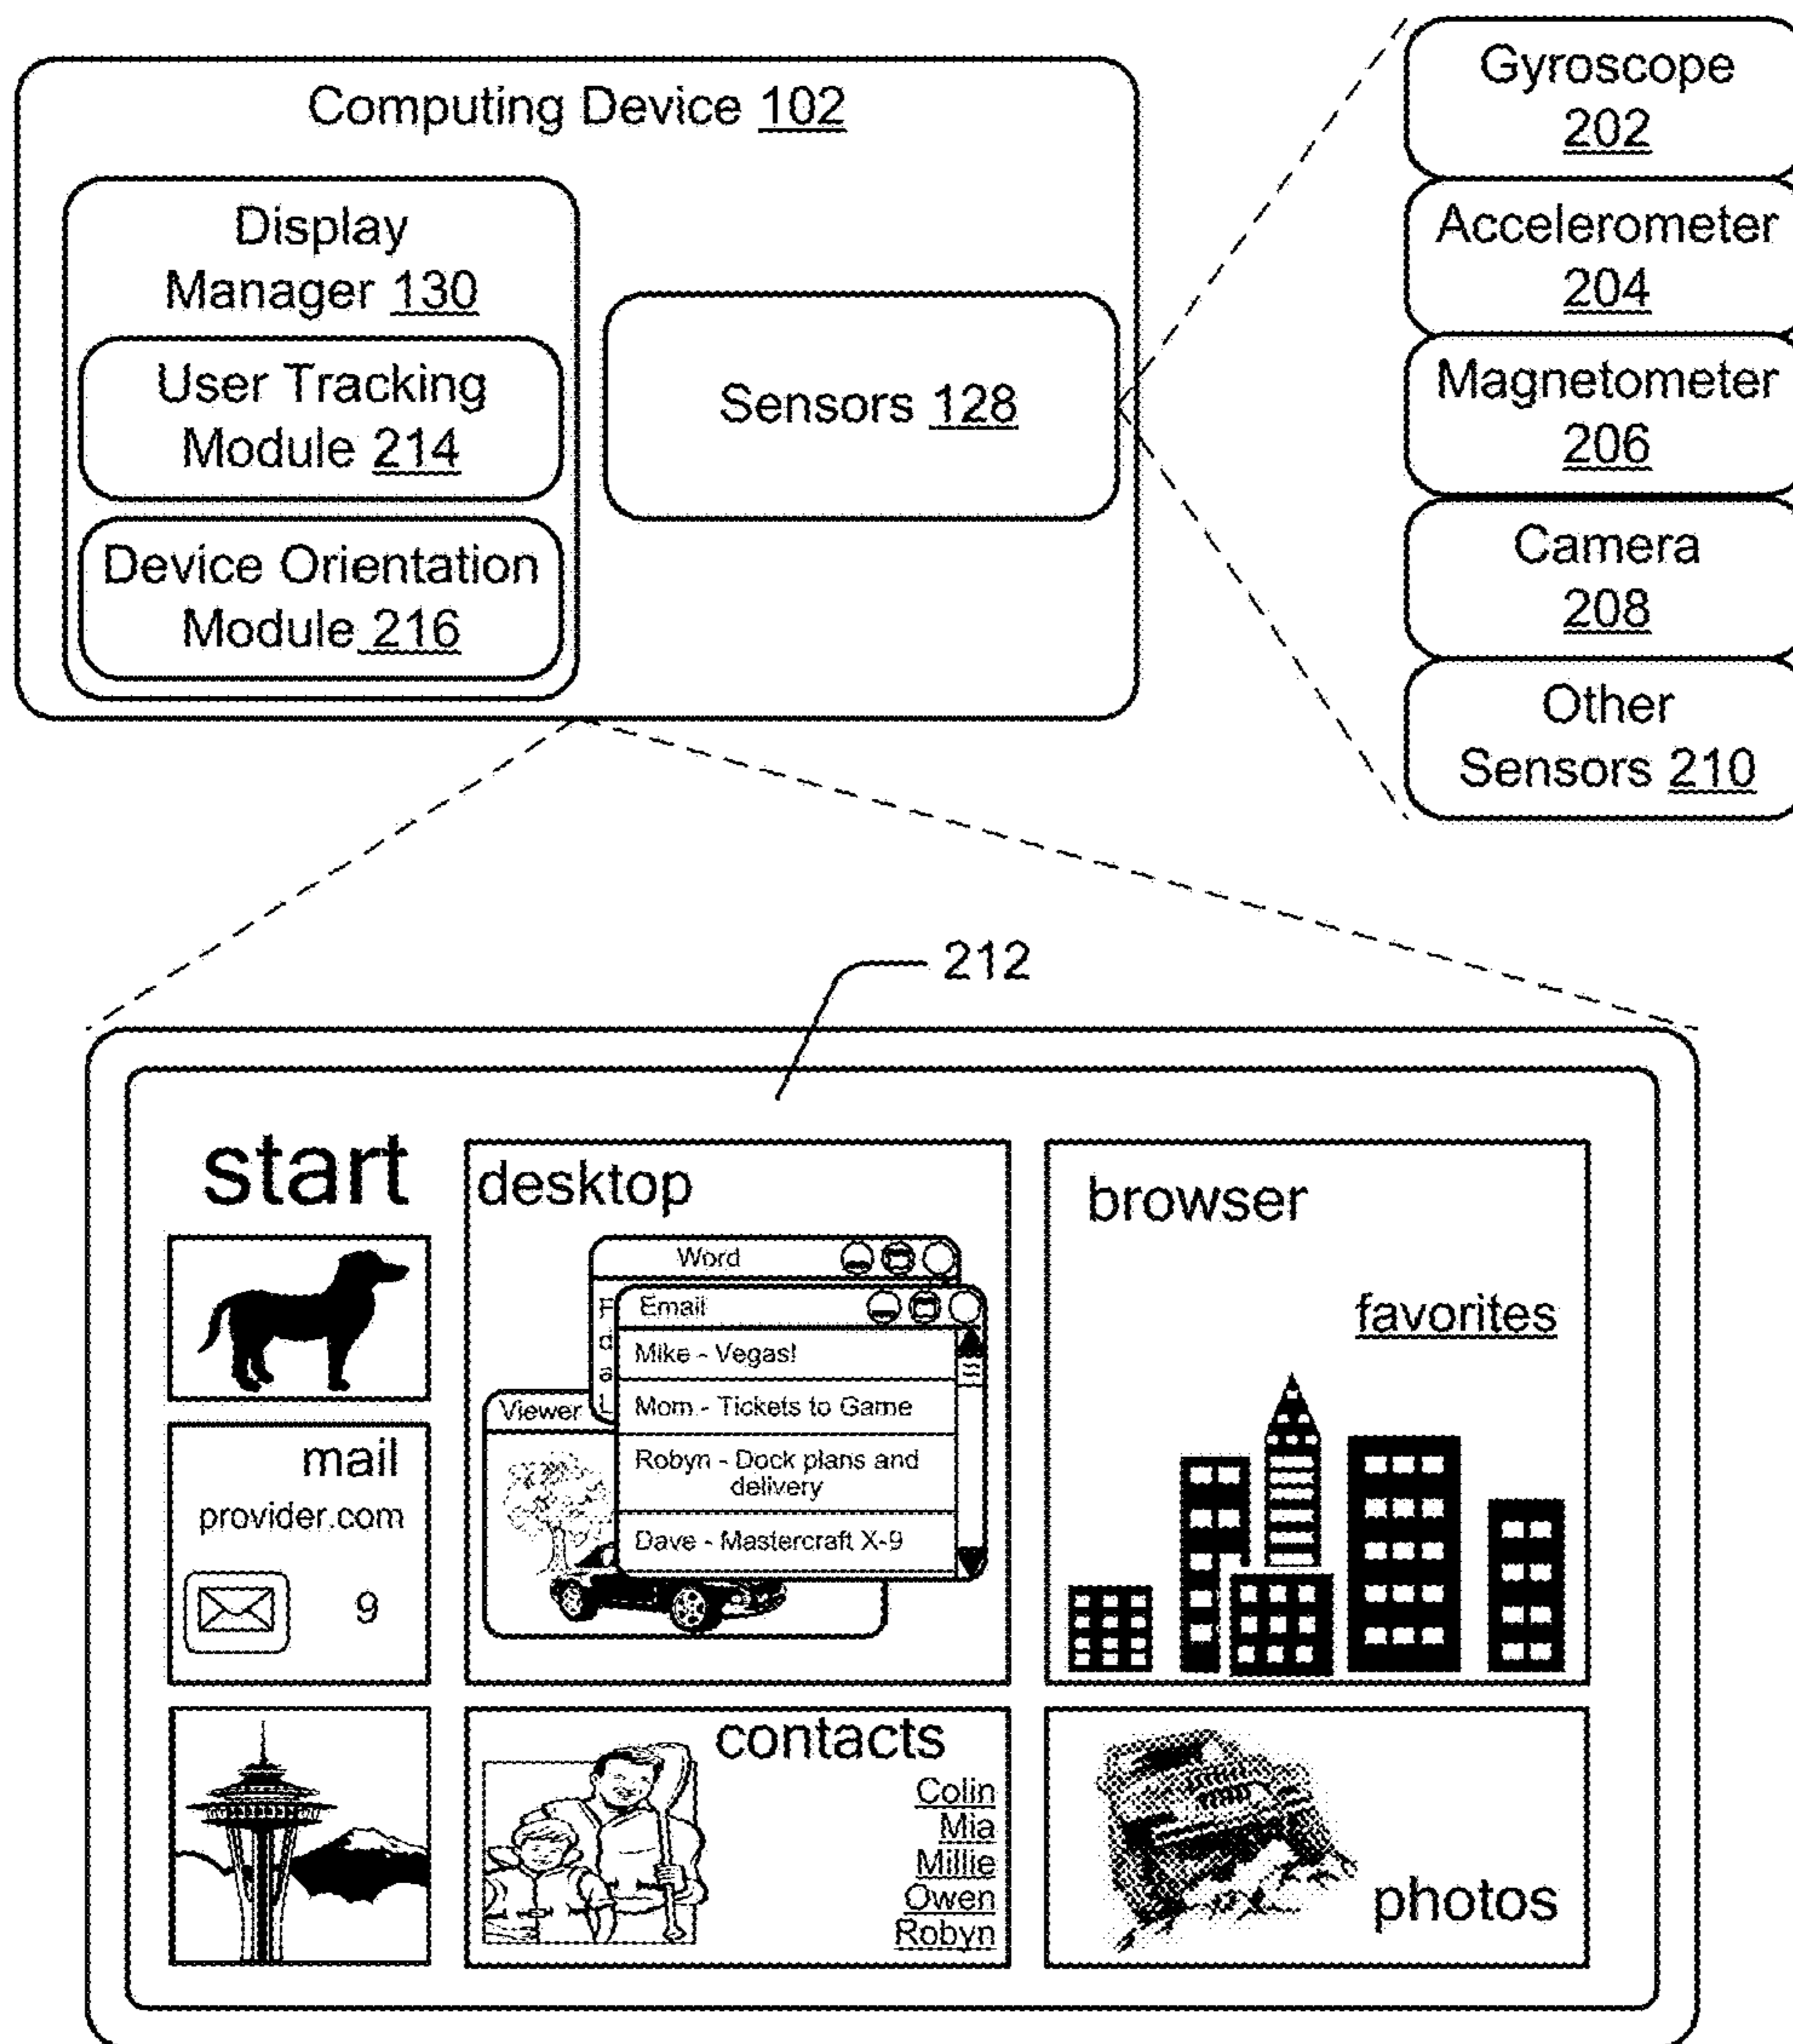 Computing Device 102
Display
Manager 130
User Tracking
Module 214
Device Orientation
Module 216
Sensors 128
Gyroscope
202
Accelerometer
204
Magnetometer
206
Camera
208
Other
Sensors 210
212
start
mail
provider.com
9
desktop
Word
F
d
a
L
Email
Mike - Vegas!
Mom - Tickets to Game
Robyn - Dock plans and
delivery
Dave - Mastercraft X-9
Viewer
browser
favorites
contacts
Colin
Mia
Millie
Owen
Robyn
photos